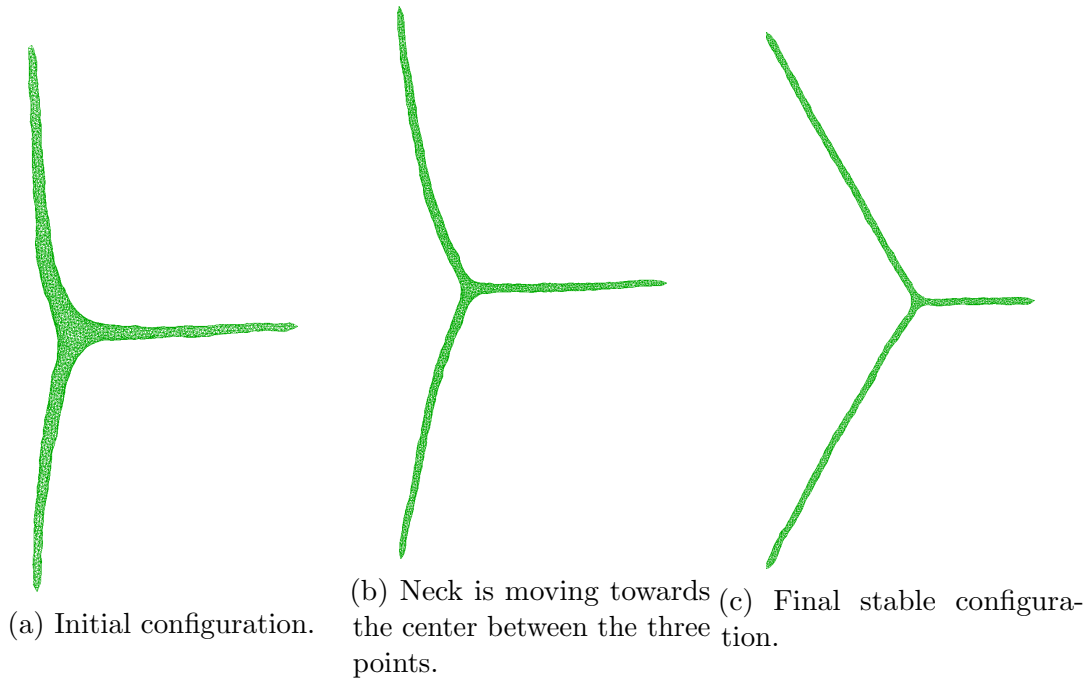 (a) Initial configuration.
(b) Neck is moving towards
the center between the three
points.
(c) Final stable configura-
tion.